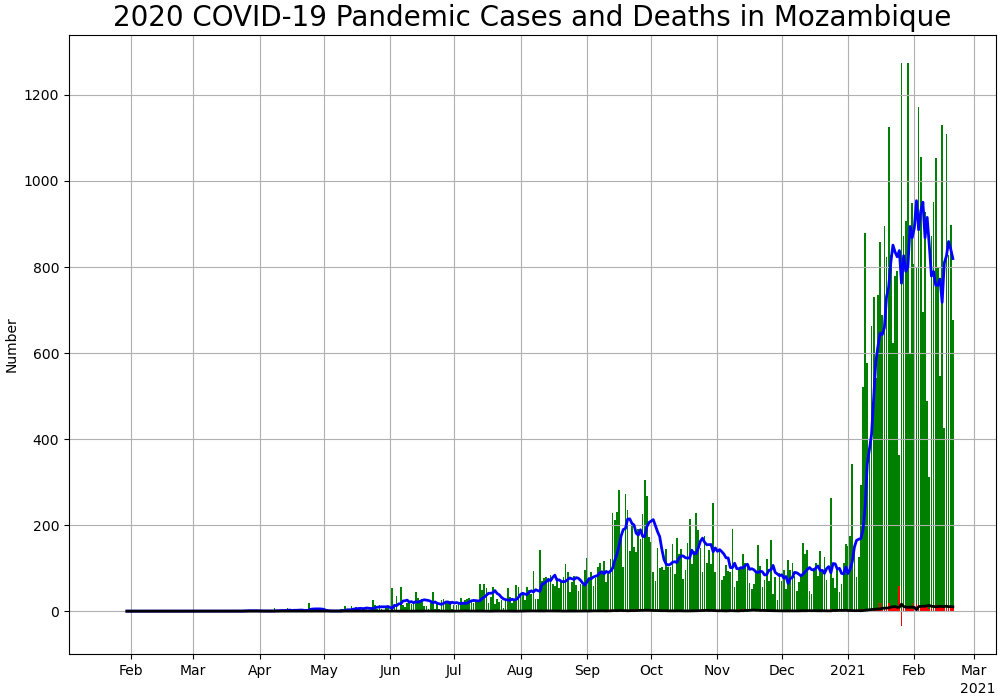 2020 COVID-19 Pandemic Cases and Deaths in Mozambique
Number
1200
1000
800
600
400
200
0
Feb Mar Apr May Jun Jul Aug Sep Oct Nov Dec 2021 Feb Mar
2021